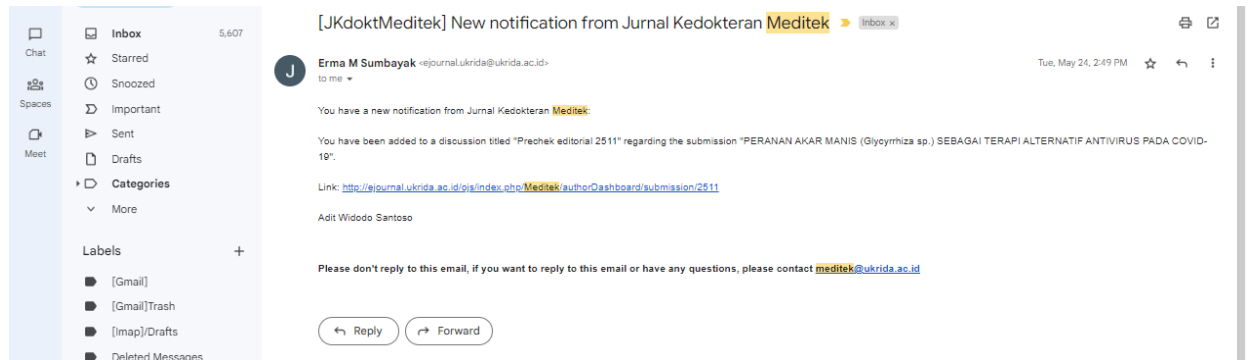 Chat
Spaces
Meet
Inbox 5,607
Starred
Snoozed
Important
Sent
Drafts
Categories
More
Labels +
[Gmail]
[Gmail]Trash
[Imap]/Drafts
Deleted Messages
[JKdoktMeditek] New notification from Jurnal Kedokteran Meditek Inbox x
J
Erma M Sumbayak <ejournal.ukrida@ukrida.ac.id> Tue, May 24, 2:49 PM
to me
You have a new notification from Jurnal Kedokteran Meditek:
You have been added to a discussion titled "Prechek editorial 2511" regarding the submission "PERANAN AKAR MANIS (Glycyrrhiza sp.) SEBAGAI TERAPI ALTERNATIF ANTIVIRUS PADA COVID-
19".
Link: http://ejournal.ukrida.ac.id/ojs/index.php/Meditek/authorDashboard/submission/2511
Adit Widodo Santoso
Please don't reply to this email, if you want to reply to this email or have any questions, please contact meditek@ukrida.ac.id
Reply Forward